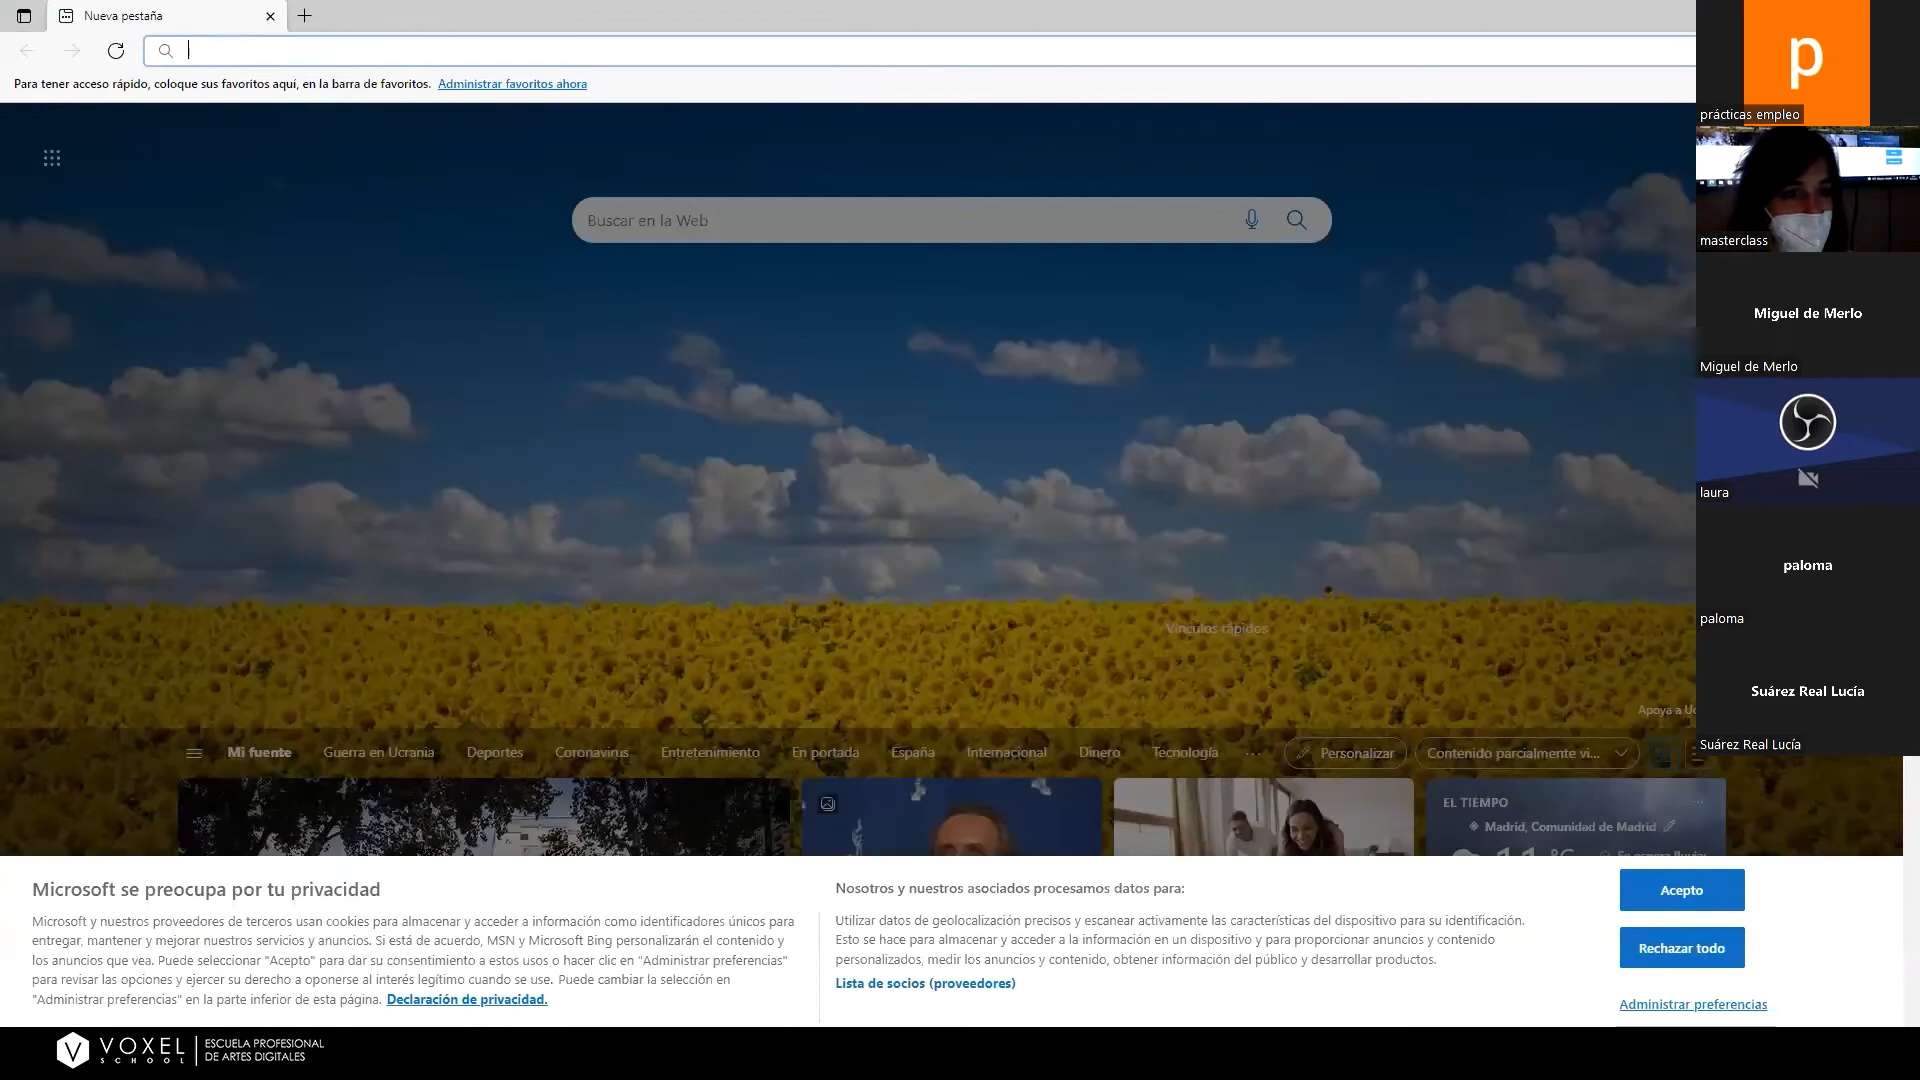 Nueva pestaña
Para tener acceso rápido, coloque sus favoritos aquí, en la barra de favoritos. Administrar favoritos ahora
Buscar en la Web
Vínculos rápidos
Apoya a
Mi fuente Guerra en Ucrania Deportes Coronavirus Entretenimiento En portada España Internacional Dinero Tecnología ... Personalizar Contenido parcialmente vi...
EL TIEMPO
Madrid, Comunidad de Madrid
11 °C
Microsoft se preocupa por tu privacidad
Microsoft y nuestros proveedores de terceros usan cookies para almacenar y acceder a información como identificadores únicos para
entregar, mantener y mejorar nuestros servicios y anuncios. Si está de acuerdo, MSN y Microsoft Bing personalizarán el contenido y
los anuncios que vea. Puede seleccionar "Acepto" para dar su consentimiento a estos usos o hacer clic en "Administrar preferencias"
para revisar las opciones y ejercer su derecho a oponerse al interés legítimo cuando se use. Puede cambiar la selección en
"Administrar preferencias" en la parte inferior de esta página. Declaración de privacidad.
Nosotros y nuestros asociados procesamos datos para:
Utilizar datos de geolocalización precisos y escanear activamente las características del dispositivo para su identificación.
Esto se hace para almacenar y acceder a la información en un dispositivo y para proporcionar anuncios y contenido
personalizados, medir los anuncios y contenido, obtener información del público y desarrollar productos.
Lista de socios (proveedores)
Acepto
Rechazar todo
Administrar preferencias
p
prácticas empleo
masterclass
Miguel de Merlo
Miguel de Merlo
laura
paloma
paloma
Suárez Real Lucía
Suárez Real Lucía
VOXEL
SCHOOL
ESCUELA PROFESIONAL
DE ARTES DIGITALES